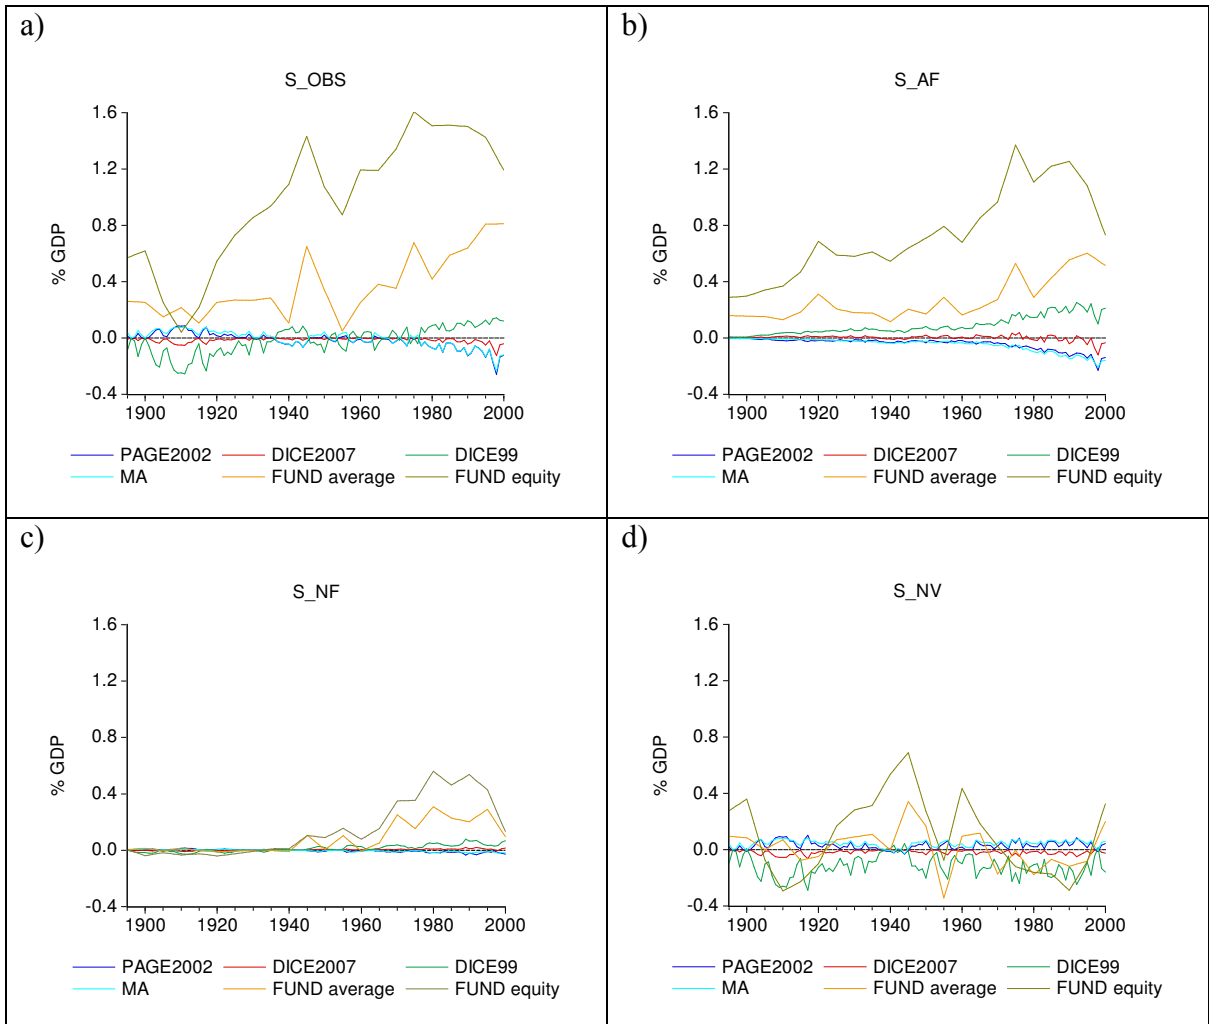 a)
S_OBS
1.6
1.2
0.8
0.4
0.0
-0.4
% GDP
1900 1920 1940 1960 1980 2000
PAGE2002 DICE2007 DICE99
MA FUND average FUND equity
b)
S_AF
1.6
1.2
0.8
0.4
0.0
-0.4
% GDP
1900 1920 1940 1960 1980 2000
PAGE2002 DICE2007 DICE99
MA FUND average FUND equity
c)
S_NF
1.6
1.2
0.8
0.4
0.0
-0.4
% GDP
1900 1920 1940 1960 1980 2000
PAGE2002 DICE2007 DICE99
MA FUND average FUND equity
d)
S_NV
1.6
1.2
0.8
0.4
0.0
-0.4
% GDP
1900 1920 1940 1960 1980 2000
PAGE2002 DICE2007 DICE99
MA FUND average FUND equity